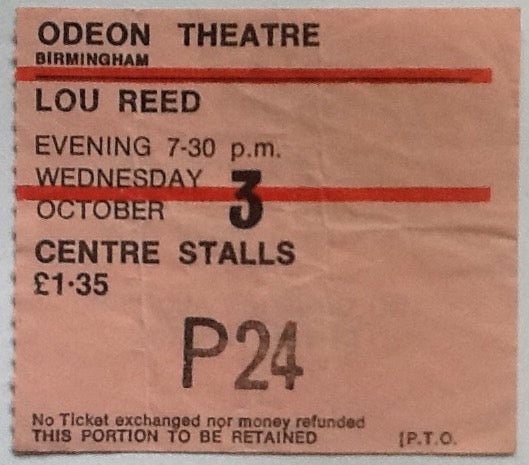 ODEON THEATRE
BIRMINGHAM
LOU REED
EVENING 7-30 p.m.
WEDNESDAY
OCTOBER 3
CENTRE STALLS
£1·35
P24
No Ticket exchanged nor money refunded
THIS PORTION TO BE RETAINED [P.T.O.